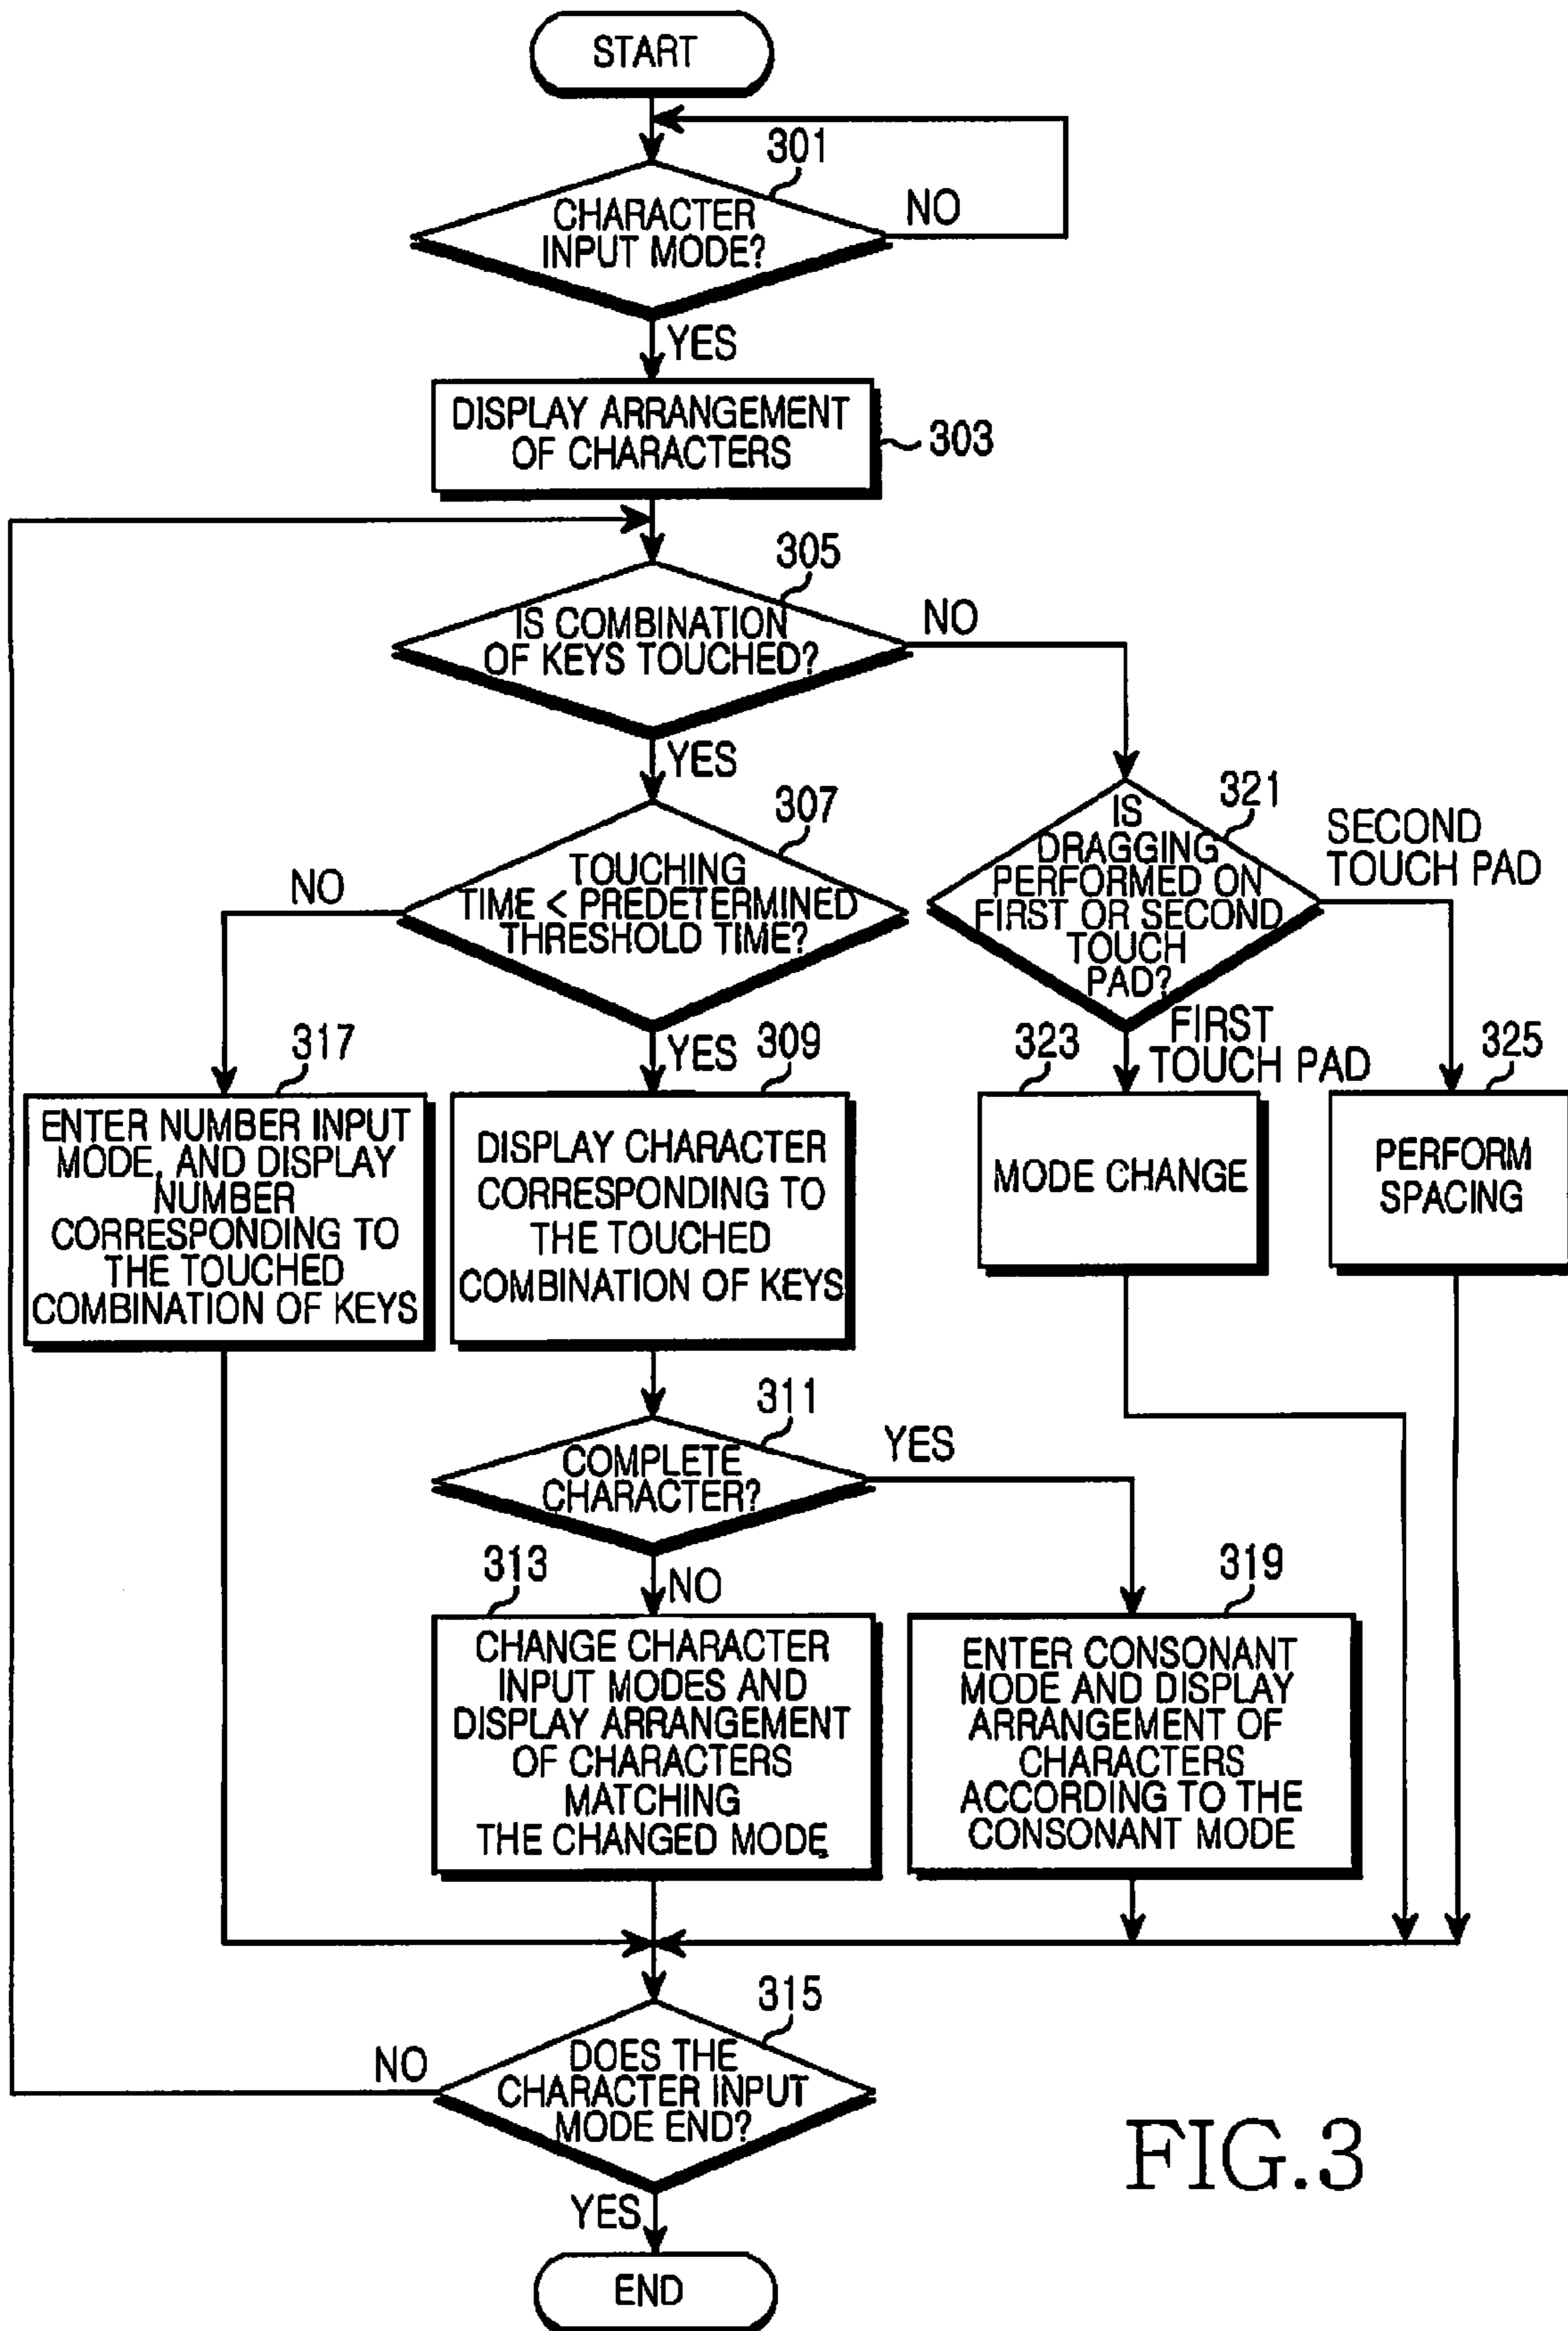 START
301
CHARACTER
INPUT MODE?
NO
YES
DISPLAY ARRANGEMENT
OF CHARACTERS
303
305
IS COMBINATION
OF KEYS TOUCHED?
NO
YES
307
TOUCHING
TIME < PREDETERMINED
THRESHOLD TIME?
NO
YES
321
IS
DRAGGING
PERFORMED ON
FIRST OR SECOND
TOUCH
PAD?
SECOND
TOUCH PAD
FIRST
TOUCH PAD
317
ENTER NUMBER INPUT
MODE, AND DISPLAY
NUMBER
CORRESPONDING TO
THE TOUCHED
COMBINATION OF KEYS
309
DISPLAY CHARACTER
CORRESPONDING TO
THE TOUCHED
COMBINATION OF KEYS
323
MODE CHANGE
325
PERFORM
SPACING
311
COMPLETE
CHARACTER?
YES
NO
313
CHANGE CHARACTER
INPUT MODES AND
DISPLAY ARRANGEMENT
OF CHARACTERS
MATCHING
THE CHANGED MODE
319
ENTER CONSONANT
MODE AND DISPLAY
ARRANGEMENT OF
CHARACTERS
ACCORDING TO THE
CONSONANT MODE
315
DOES THE
CHARACTER INPUT
MODE END?
NO
YES
END
FIG.3